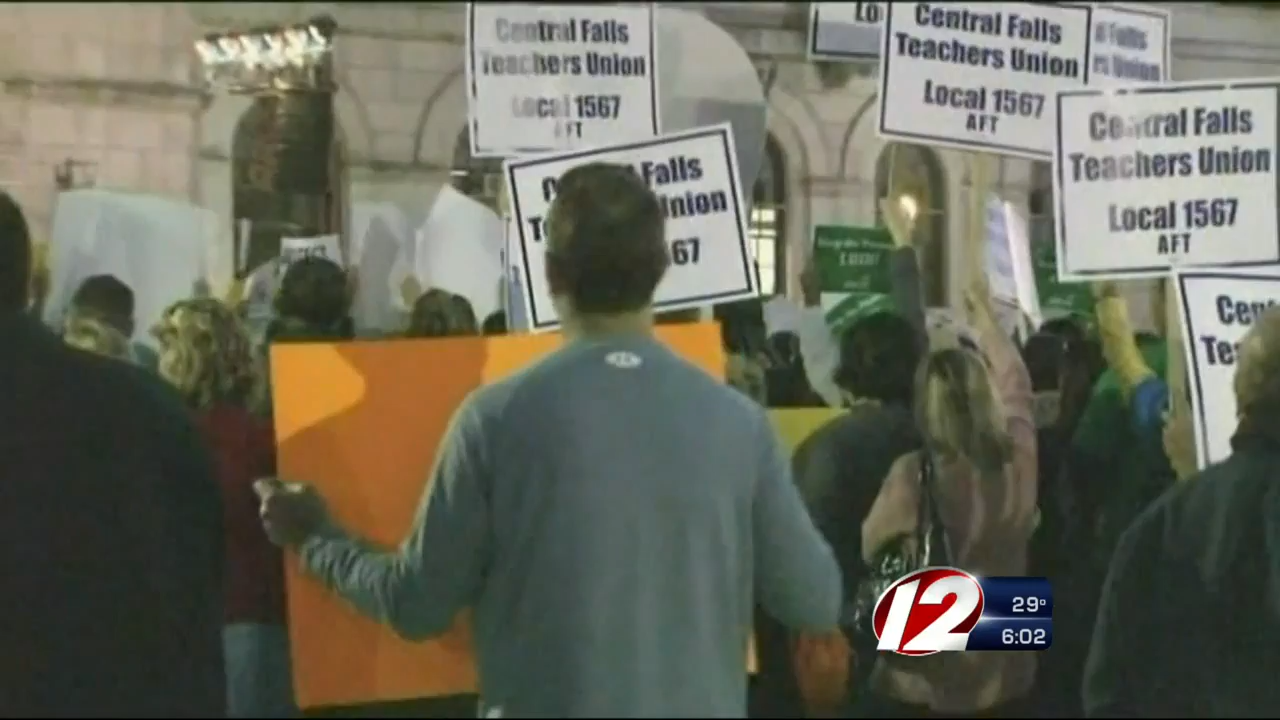 Central Falls
Teachers Union
Local 1567
AFT
Falls
Union
67
Central Falls
Teachers Union
Local 1567
AFT
Central Falls
Teachers Union
Local 1567
AFT
12
29°
6:02